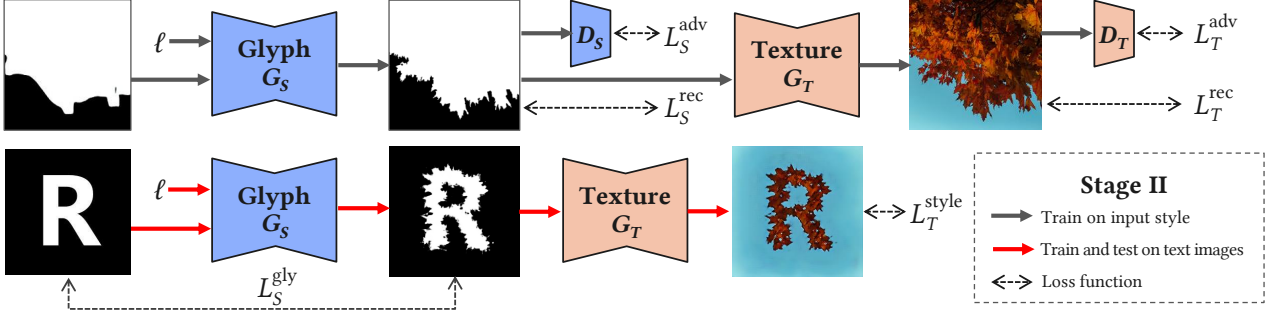 ℓ
Glyph
G_S
D_S
L_S^adv
L_S^rec
Texture
G_T
D_T
L_T^adv
L_T^rec
R
ℓ
Glyph
G_S
R
Texture
G_T
R
L_T^style
L_S^gly
Stage II
Train on input style
Train and test on text images
Loss function